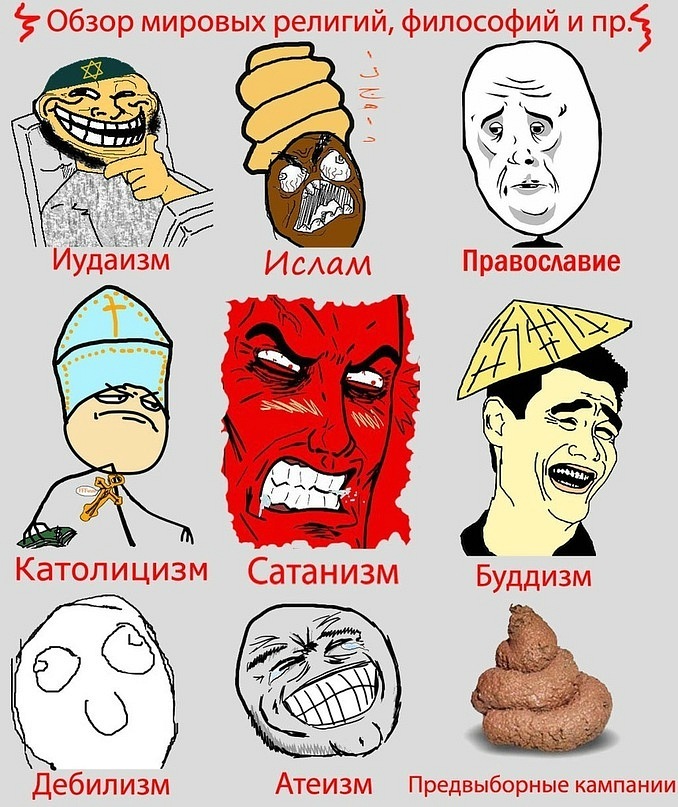 Обзор мировых религий, философий и пр.
Иудаизм
Ислам
Православие
Католицизм
Сатанизм
Буддизм
Дебилизм
Атеизм
Предвыборные кампании